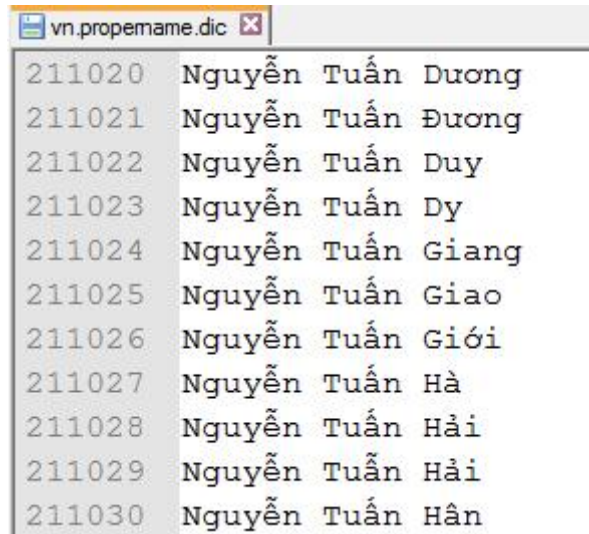 vn.propername.dic
211020 Nguyễn Tuấn Dương
211021 Nguyễn Tuấn Đương
211022 Nguyễn Tuấn Duy
211023 Nguyễn Tuấn Dy
211024 Nguyễn Tuấn Giang
211025 Nguyễn Tuấn Giao
211026 Nguyễn Tuấn Giới
211027 Nguyễn Tuấn Hà
211028 Nguyễn Tuấn Hải
211029 Nguyễn Tuẫn Hải
211030 Nguyễn Tuấn Hân